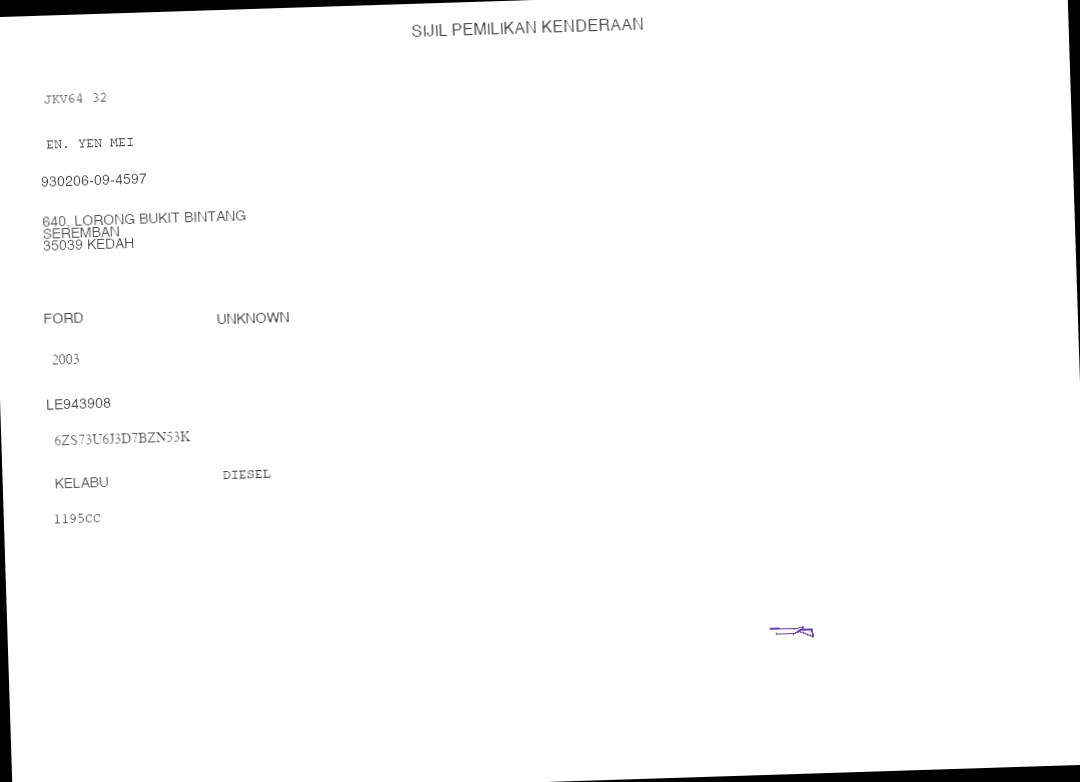 SIJIL PEMILIKAN KENDERAAN
JKV64 32
EN. YEN MEI
930206-09-4597
640, LORONG BUKIT BINTANG
SEREMBAN
35039 KEDAH
FORD UNKNOWN
2003
LE943908
6ZS73U6J3D7BZN53K
KELABU DIESEL
1195CC